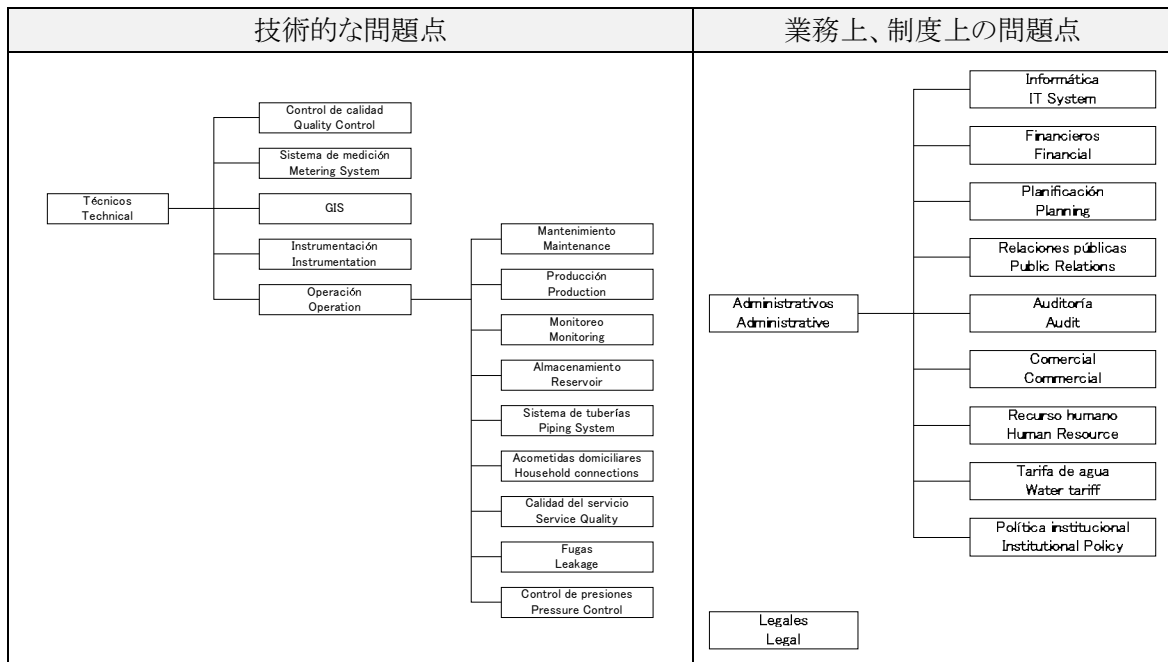 技術的な問題点
業務上、制度上の問題点
Técnicos
Technical
Control de calidad
Quality Control
Sistema de medición
Metering System
GIS
Instrumentación
Instrumentation
Operación
Operation
Mantenimiento
Maintenance
Producción
Production
Monitoreo
Monitoring
Almacenamiento
Reservoir
Sistema de tuberías
Piping System
Acometidas domiciliares
Household connections
Calidad del servicio
Service Quality
Fugas
Leakage
Control de presiones
Pressure Control
Administrativos
Administrative
Informática
IT System
Financieros
Financial
Planificación
Planning
Relaciones públicas
Public Relations
Auditoría
Audit
Comercial
Commercial
Recurso humano
Human Resource
Tarifa de agua
Water tariff
Política institucional
Institutional Policy
Legales
Legal